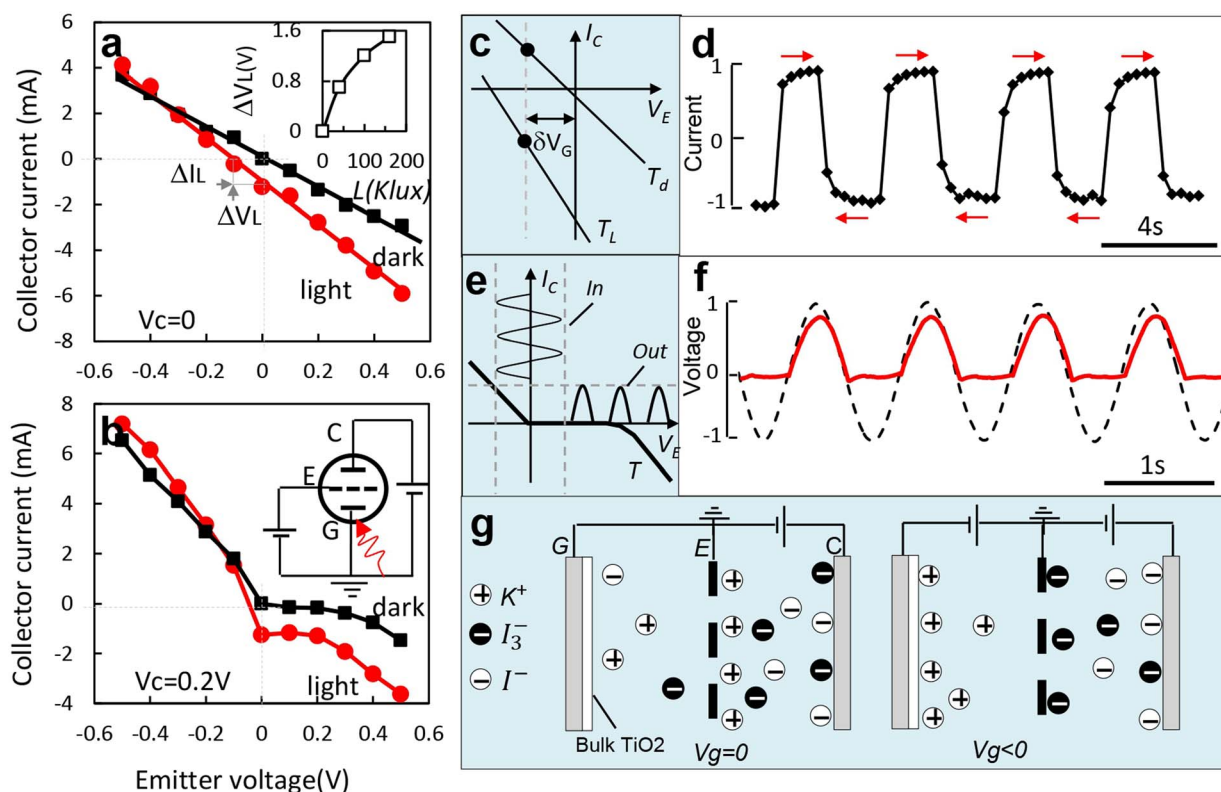 a
Collector current (mA)
6
4
2
0
-2
-4
-6
-8
-0.6 -0.4 -0.2 0 0.2 0.4 0.6
ΔIL
ΔVL
dark
light
Vc=0
ΔVL(V)
1.6
0.8
0
0 100 200
L(Klux)
b
Collector current (mA)
8
6
4
2
0
-2
-4
-0.6 -0.4 -0.2 0 0.2 0.4 0.6
Emitter voltage(V)
Vc=0.2V
dark
light
C
E
G
c
I_C
V_E
δV_G
T_d
T_L
d
Current
1
0
-1
4s
e
I_C
In
Out
V_E
T
f
Voltage
1
0
-1
1s
g
G E C
K⁺
I₃⁻
I⁻
Bulk TiO2
Vg=0
Vg<0